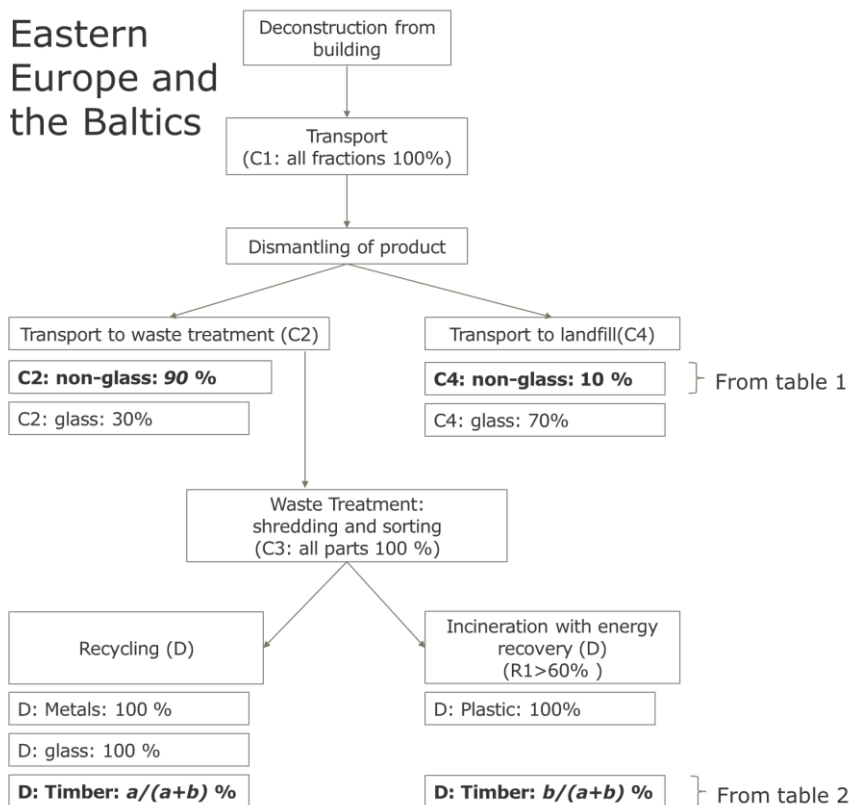 Eastern
Europe and
the Baltics
Deconstruction from
building
Transport
(C1: all fractions 100%)
Dismantling of product
Transport to waste treatment (C2)
Transport to landfill(C4)
C2: non-glass: 90 %
C4: non-glass: 10 %
From table 1
C2: glass: 30%
C4: glass: 70%
Waste Treatment:
shredding and sorting
(C3: all parts 100 %)
Recycling (D)
Incineration with energy
recovery (D)
(R1>60% )
D: Metals: 100 %
D: Plastic: 100%
D: glass: 100 %
D: Timber: a/(a+b) %
D: Timber: b/(a+b) %
From table 2